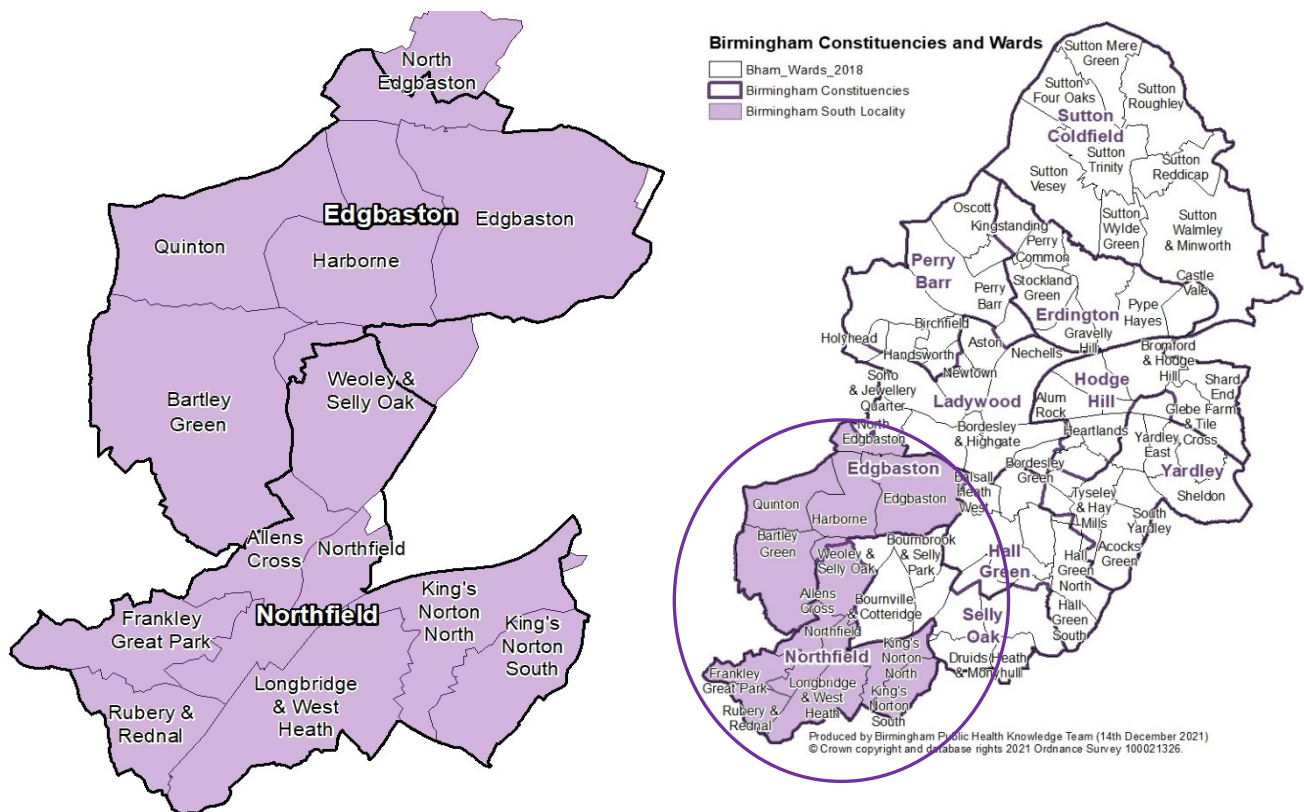 North
Edgbaston
Edgbaston
Edgbaston
Quinton
Harborne
Weoley &
Selly Oak
Bartley
Green
Allens
Cross
Northfield
King's
Norton
North
Frankley
Great Park
Northfield
King's
Norton
South
Longbridge
& West
Heath
Rubery &
Rednal
Birmingham Constituencies and Wards
Bham_Wards_2018
Birmingham Constituencies
Birmingham South Locality
Sutton Mere
Green
Sutton
Four Oaks
Sutton
Roughley
Sutton
Coldfield
Sutton
Trinity
Sutton
Reddicap
Sutton
Vesey
Sutton
Wylde
Green
Sutton
Walmley
& Minworth
Oscott
Kingstanding
Perry
Common
Perry
Barr
Stockland
Green
Perry
Barr
Castle
Vale
Pype
Hayes
Erdington
Gravelly
Hill
Birchfield
Holyhead
Handsworth
Aston
Newtown
Nechells
Bromford
& Hodge
Hill
Soho
& Jewellery
Quarter
Ladywood
Hodge
Hill
Shard
End
Alum
Rock
Glebe Farm
& Tile
Cross
North
Edgbaston
Bordesley
& Highgate
Heartlands
Yardley
East
Yardley
Edgbaston
Edgbaston
Balsall
Heath
West
Bordesley
Green
Sheldon
Quinton
Harborne
Tyseley
& Hay
Mills
South
Yardley
Bartley
Green
Weoley &
Selly Oak
Bournbrook
& Selly
Park
Hall
Green
Hall
Green
North
Acocks
Green
Allens
Cross
Bournville
& Cotteridge
Selly
Oak
Hall
Green
South
Northfield
Northfield
King's
Norton
North
Druids Heath
& Monyhull
Frankley
Great Park
Longbridge
& West
Heath
King's
Norton
South
Rubery &
Rednal
Produced by Birmingham Public Health Knowledge Team (14th December 2021)
© Crown copyright and database rights 2021 Ordnance Survey 100021326.